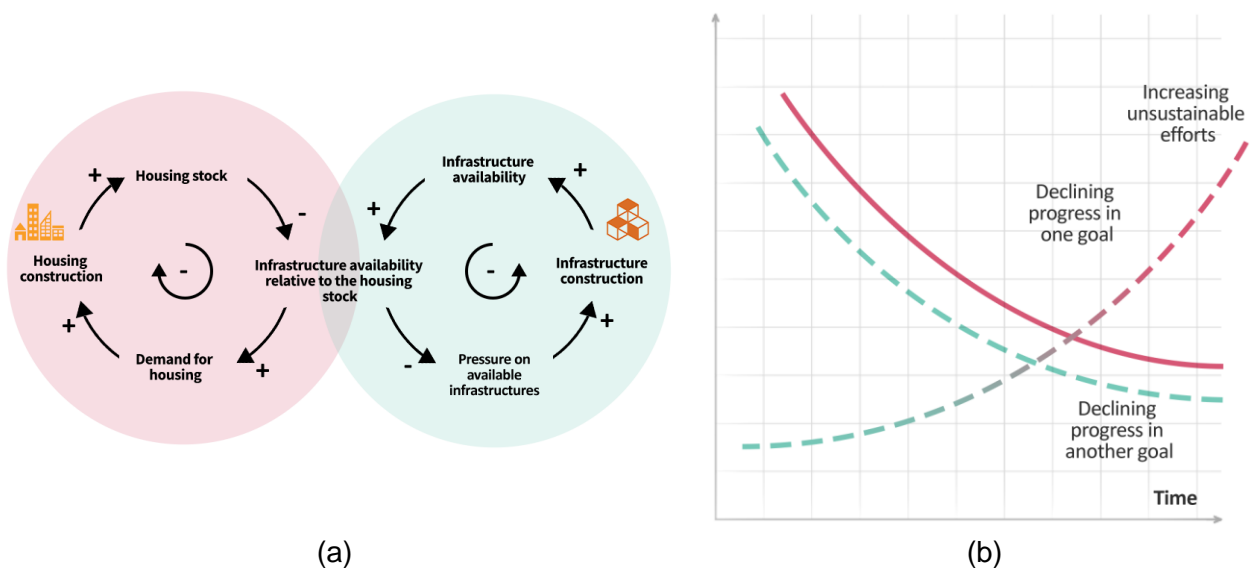 +
Housing stock
-
Housing
construction
-
+
Demand for
housing
+
Infrastructure availability
relative to the housing
stock
Infrastructure
availability
+
+
-
Infrastructure
construction
+
-
Pressure on
available
infrastructures
(a)
Increasing
unsustainable
efforts
Declining
progress in
one goal
Declining
progress in
another goal
Time
(b)